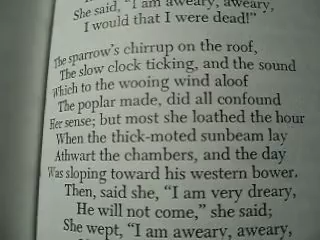 She said, "I am aweary, aweary,
I would that I were dead!"
The sparrow's chirrup on the roof,
The slow clock ticking, and the sound
Which to the wooing wind aloof
The poplar made, did all confound
Her sense; but most she loathed the hour
When the thick-moted sunbeam lay
Athwart the chambers, and the day
Was sloping toward his western bower.
Then, said she, "I am very dreary,
He will not come," she said;
She wept, "I am aweary, aweary,